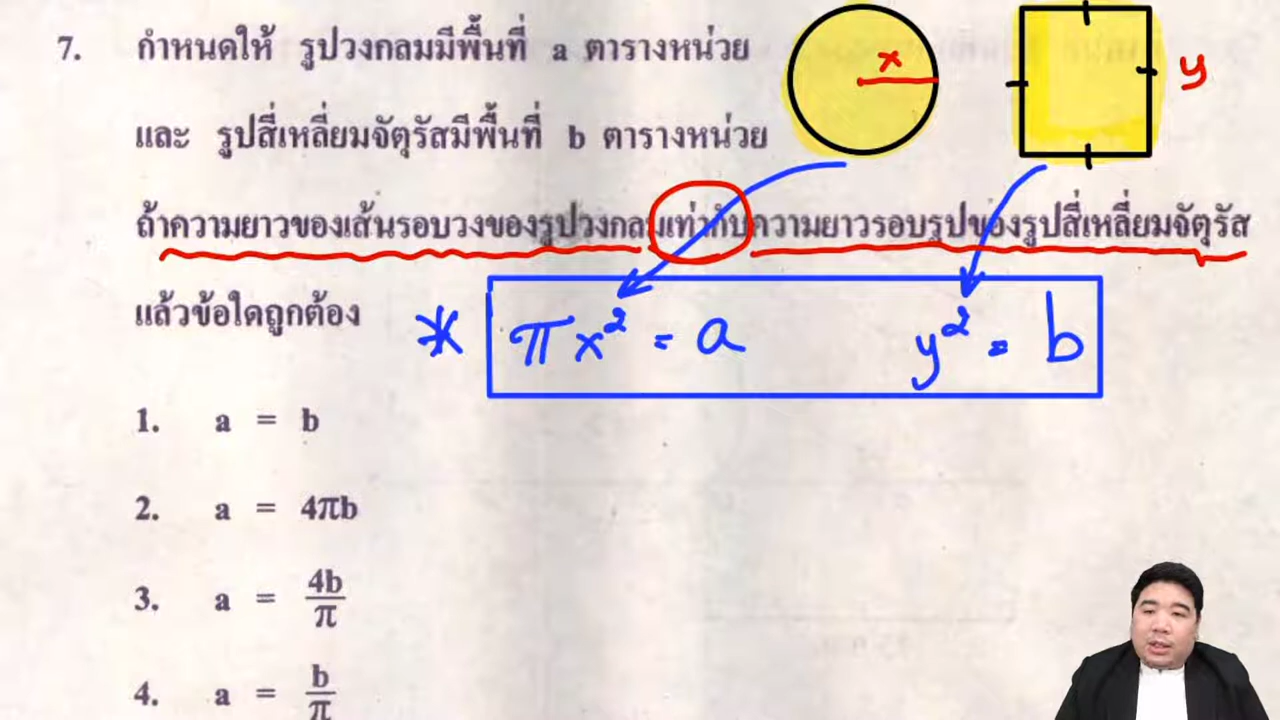 7. กำหนดให้ รูปวงกลมมีพื้นที่ a ตารางหน่วย
x
y
และ รูปสี่เหลี่ยมจัตุรัสมีพื้นที่ b ตารางหน่วย
ถ้าความยาวของเส้นรอบวงของรูปวงกลมเท่ากับความยาวรอบรูปของรูปสี่เหลี่ยมจัตุรัส
แล้วข้อใดถูกต้อง
* πx² = a y² = b
1. a = b
2. a = 4πb
3. a = 4b/π
4. a = b/π